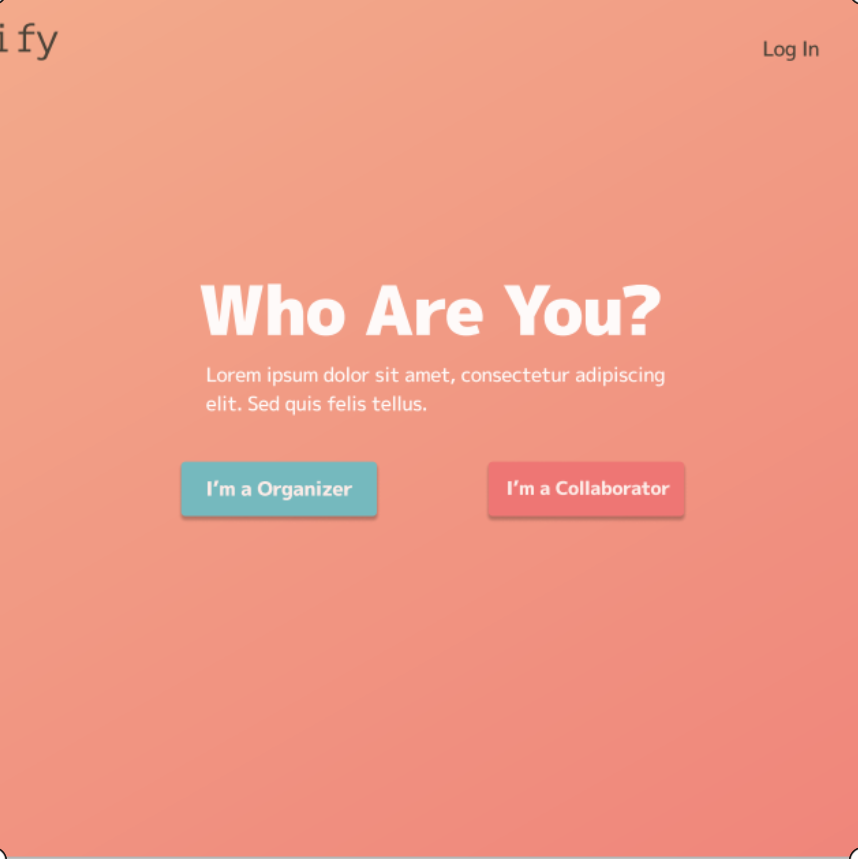 ify
Log In
Who Are You?
Lorem ipsum dolor sit amet, consectetur adipiscing
elit. Sed quis felis tellus.
I’m a Organizer
I’m a Collaborator